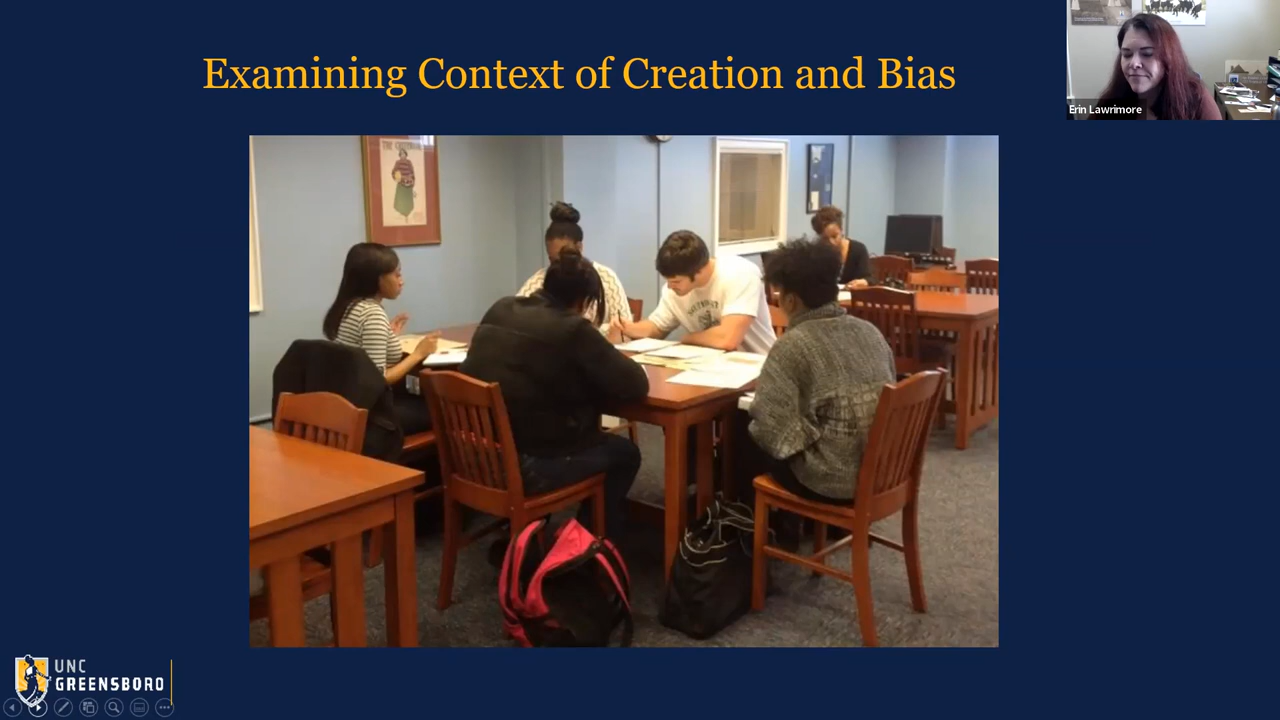 Examining Context of Creation and Bias
Erin Lawrimore
UNC
GREENSBORO